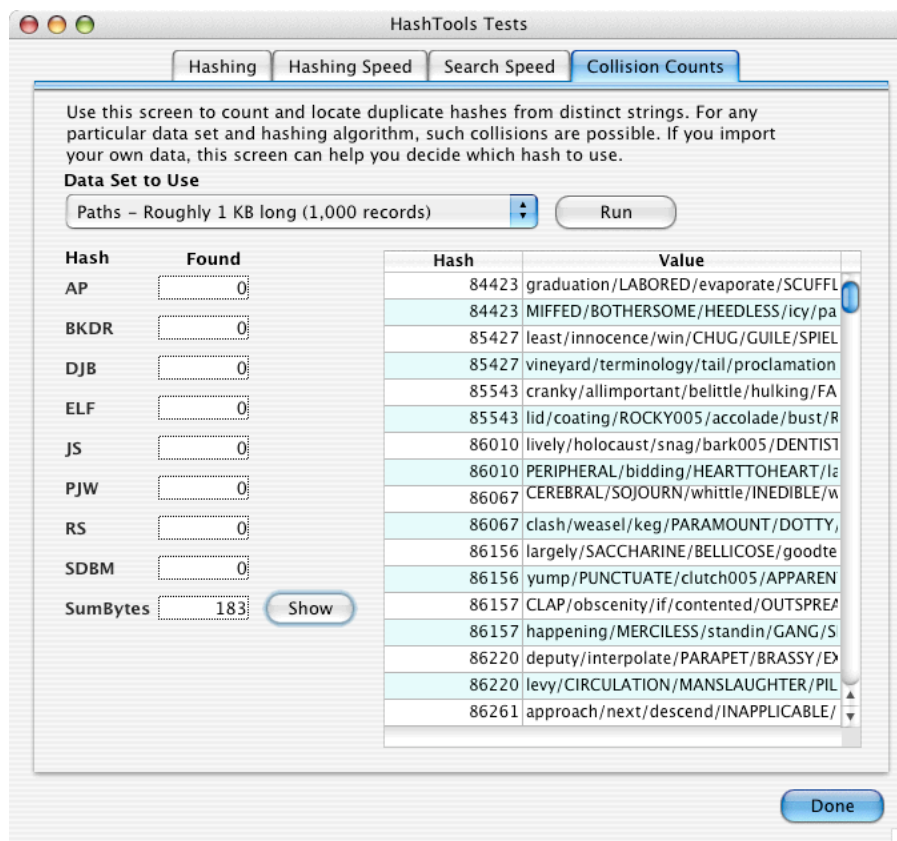 HashTools Tests
Hashing Hashing Speed Search Speed Collision Counts
Use this screen to count and locate duplicate hashes from distinct strings. For any
particular data set and hashing algorithm, such collisions are possible. If you import
your own data, this screen can help you decide which hash to use.
Data Set to Use
Paths – Roughly 1 KB long (1,000 records) Run
Hash Found
AP 0
BKDR 0
DJB 0
ELF 0
JS 0
PJW 0
RS 0
SDBM 0
SumBytes 183 Show
Hash Value
84423 graduation/LABORED/evaporate/SCUFFL
84423 MIFFED/BOTHERSOME/HEEDLESS/icy/pa
85427 least/innocence/win/CHUG/GUILE/SPIEL
85427 vineyard/terminology/tail/proclamation
85543 cranky/allimportant/belittle/hulking/FA
85543 lid/coating/ROCKY005/accolade/bust/R
86010 lively/holocaust/snag/bark005/DENTIST
86010 PERIPHERAL/bidding/HEARTTOHEART/la
86067 CEREBRAL/SOJOURN/whittle/INEDIBLE/w
86067 clash/weasel/keg/PARAMOUNT/DOTTY/
86156 largely/SACCHARINE/BELLICOSE/goodte
86156 yump/PUNCTUATE/clutch005/APPAREN
86157 CLAP/obscenity/if/contented/OUTSPREA
86157 happening/MERCILESS/standin/GANG/S
86220 deputy/interpolate/PARAPET/BRASSY/EX
86220 levy/CIRCULATION/MANSLAUGHTER/PIL
86261 approach/next/descend/INAPPLICABLE/
Done